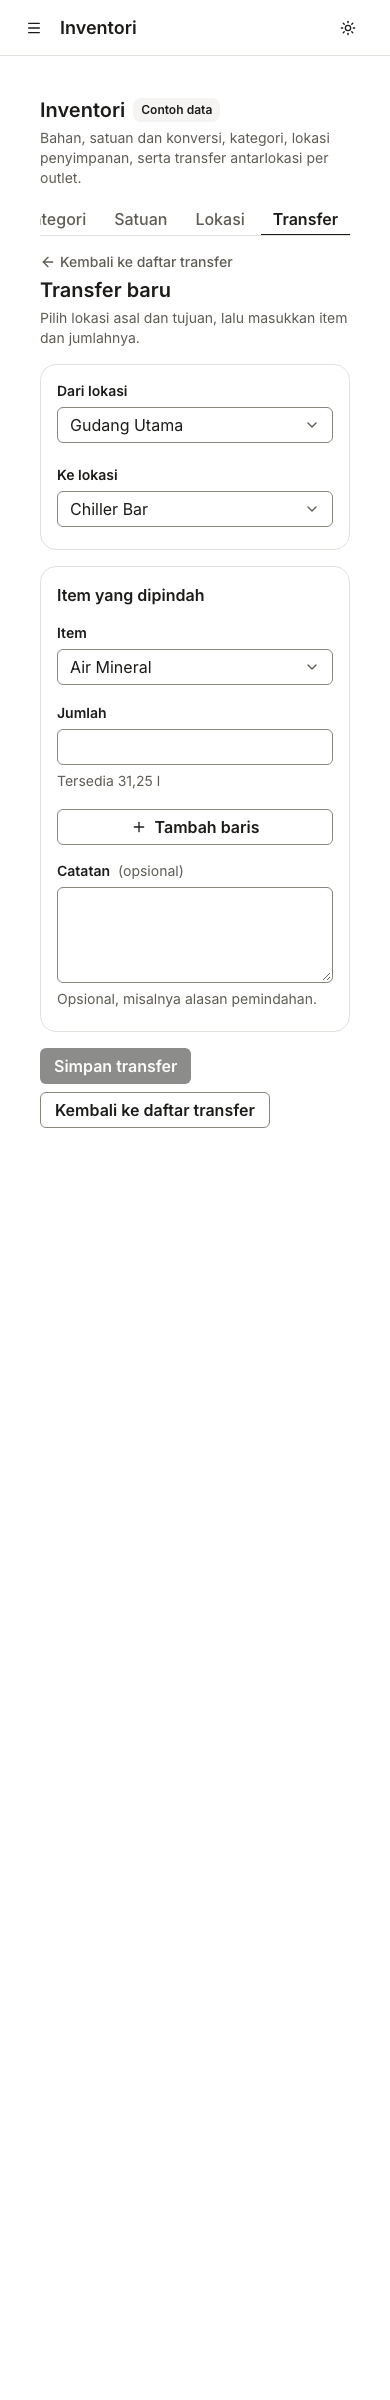 Inventori
Inventori Contoh data
Bahan, satuan dan konversi, kategori, lokasi
penyimpanan, serta transfer antarlokasi per
outlet.
tegori Satuan Lokasi Transfer
Kembali ke daftar transfer
Transfer baru
Pilih lokasi asal dan tujuan, lalu masukkan item
dan jumlahnya.
Dari lokasi
Gudang Utama
Ke lokasi
Chiller Bar
Item yang dipindah
Item
Air Mineral
Jumlah
Tersedia 31,25 l
Tambah baris
Catatan (opsional)
Opsional, misalnya alasan pemindahan.
Simpan transfer
Kembali ke daftar transfer